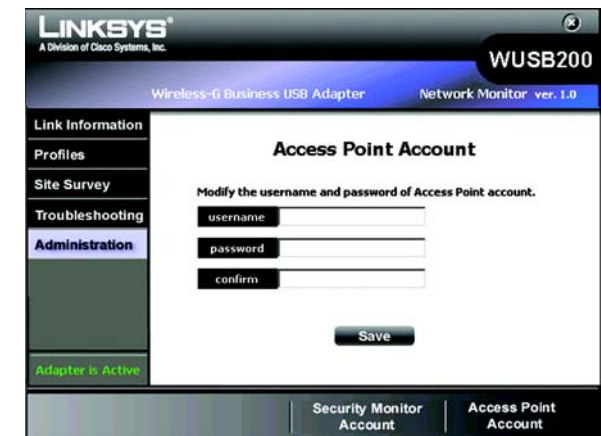 LINKSYS®
A Division of Cisco Systems, Inc.
WUSB200
Wireless-G Business USB Adapter
Network Monitor ver. 1.0
Link Information
Profiles
Site Survey
Troubleshooting
Administration
Adapter is Active
Access Point Account
Modify the username and password of Access Point account.
username
password
confirm
Save
Security Monitor
Account
Access Point
Account